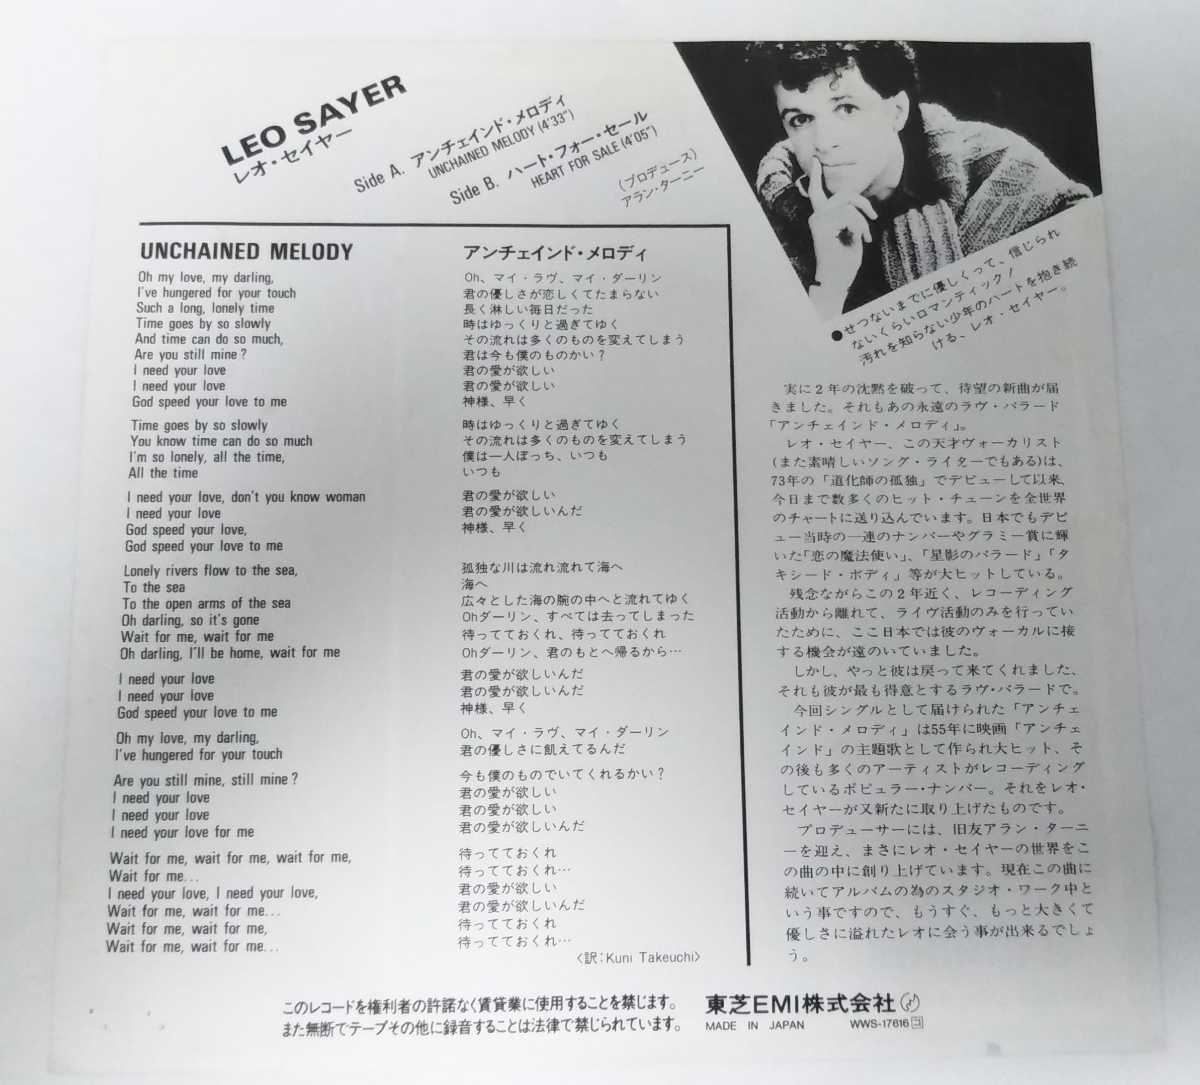 LEO SAYER
レオ・セイヤー
Side A. アンチェインド・メロディ
UNCHAINED MELODY (4'33")
Side B. ハート・フォー・セール
HEART FOR SALE (4'05")
(プロデュース)
アラン・ターニー
●せつないまでに優しくって、信じられ
ないくらいロマンティック！
汚れを知らない少年のハートを抱き続
ける、レオ・セイヤー。
UNCHAINED MELODY
Oh my love, my darling,
I've hungered for your touch
Such a long, lonely time
Time goes by so slowly
And time can do so much,
Are you still mine?
I need your love
I need your love
God speed your love to me
Time goes by so slowly
You know time can do so much
I'm so lonely, all the time,
All the time
I need your love, don't you know woman
I need your love
God speed your love,
God speed your love to me
Lonely rivers flow to the sea,
To the sea
To the open arms of the sea
Oh darling, so it's gone
Wait for me, wait for me
Oh darling, I'll be home, wait for me
I need your love
I need your love
God speed your love to me
Oh my love, my darling,
I've hungered for your touch
Are you still mine, still mine?
I need your love
I need your love
I need your love for me
Wait for me, wait for me, wait for me,
Wait for me...
I need your love, I need your love,
Wait for me, wait for me...
Wait for me, wait for me,
Wait for me, wait for me...
アンチェインド・メロディ
Oh、マイ・ラヴ、マイ・ダーリン
君の優しさが恋しくてたまらない
長く淋しい毎日だった
時はゆっくりと過ぎてゆく
その流れは多くのものを変えてしまう
君は今も僕のものかい？
君の愛が欲しい
君の愛が欲しい
神様、早く
時はゆっくりと過ぎてゆく
その流れは多くのものを変えてしまう
僕は一人ぼっち、いつも
いつも
君の愛が欲しい
君の愛が欲しいんだ
神様、早く
孤独な川は流れ流れて海へ
海へ
広々とした海の腕の中へと流れてゆく
Ohダーリン、すべては去ってしまった
待ってておくれ、待ってておくれ
Ohダーリン、君のもとへ帰るから…
君の愛が欲しいんだ
君の愛が欲しいんだ
神様、早く
Oh、マイ・ラヴ、マイ・ダーリン
君の優しさに飢えてるんだ
今も僕のものでいてくれるかい？
君の愛が欲しい
君の愛が欲しい
君の愛が欲しいんだ
待ってておくれ
待ってておくれ…
君の愛が欲しい
君の愛が欲しいんだ
待ってておくれ
待ってておくれ…
〈訳：Kuni Takeuchi〉
実に2年の沈黙を破って、待望の新曲が届
きました。それもあの永遠のラヴ・バラード
「アンチェインド・メロディ」。
レオ・セイヤー、この天才ヴォーカリスト
(また素晴しいソング・ライターでもある)は、
73年の「道化師の孤独」でデビューして以来、
今日まで数多くのヒット・チェーンを全世界
のチャートに送り込んでいます。日本でもデビ
ュー当時の一連のナンバーやグラミー賞に輝
いた「恋の魔法使い」、「星影のバラード」「タ
キシード・ボディ」等が大ヒットしている。
残念ながらこの2年近く、レコーディング
活動から離れて、ライヴ活動のみを行ってい
たために、ここ日本では彼のヴォーカルに接
する機会が遠のいていました。
しかし、やっと彼は戻って来てくれました、
それも彼が最も得意とするラヴ・バラードで。
今回シングルとして届けられた「アンチェ
インド・メロディ」は55年に映画「アンチェ
インド」の主題歌として作られ大ヒット、そ
の後も多くのアーティストがレコーディング
しているポピュラー・ナンバー。それをレオ・
セイヤーが又新たに取り上げたものです。
プロデューサーには、旧友アラン・ターニ
ーを迎え、まさにレオ・セイヤーの世界をこ
の曲の中に創り上げています。現在この曲に
続いてアルバムの為のスタジオ・ワーク中と
いう事ですので、もうすぐ、もっと大きくて
優しさに溢れたレオに会う事が出来るでしょ
う。
このレコードを権利者の許諾なく賃貸業に使用することを禁じます。
また無断でテープその他に録音することは法律で禁じられています。
東芝EMI株式会社
MADE IN JAPAN WWS-17616 コ